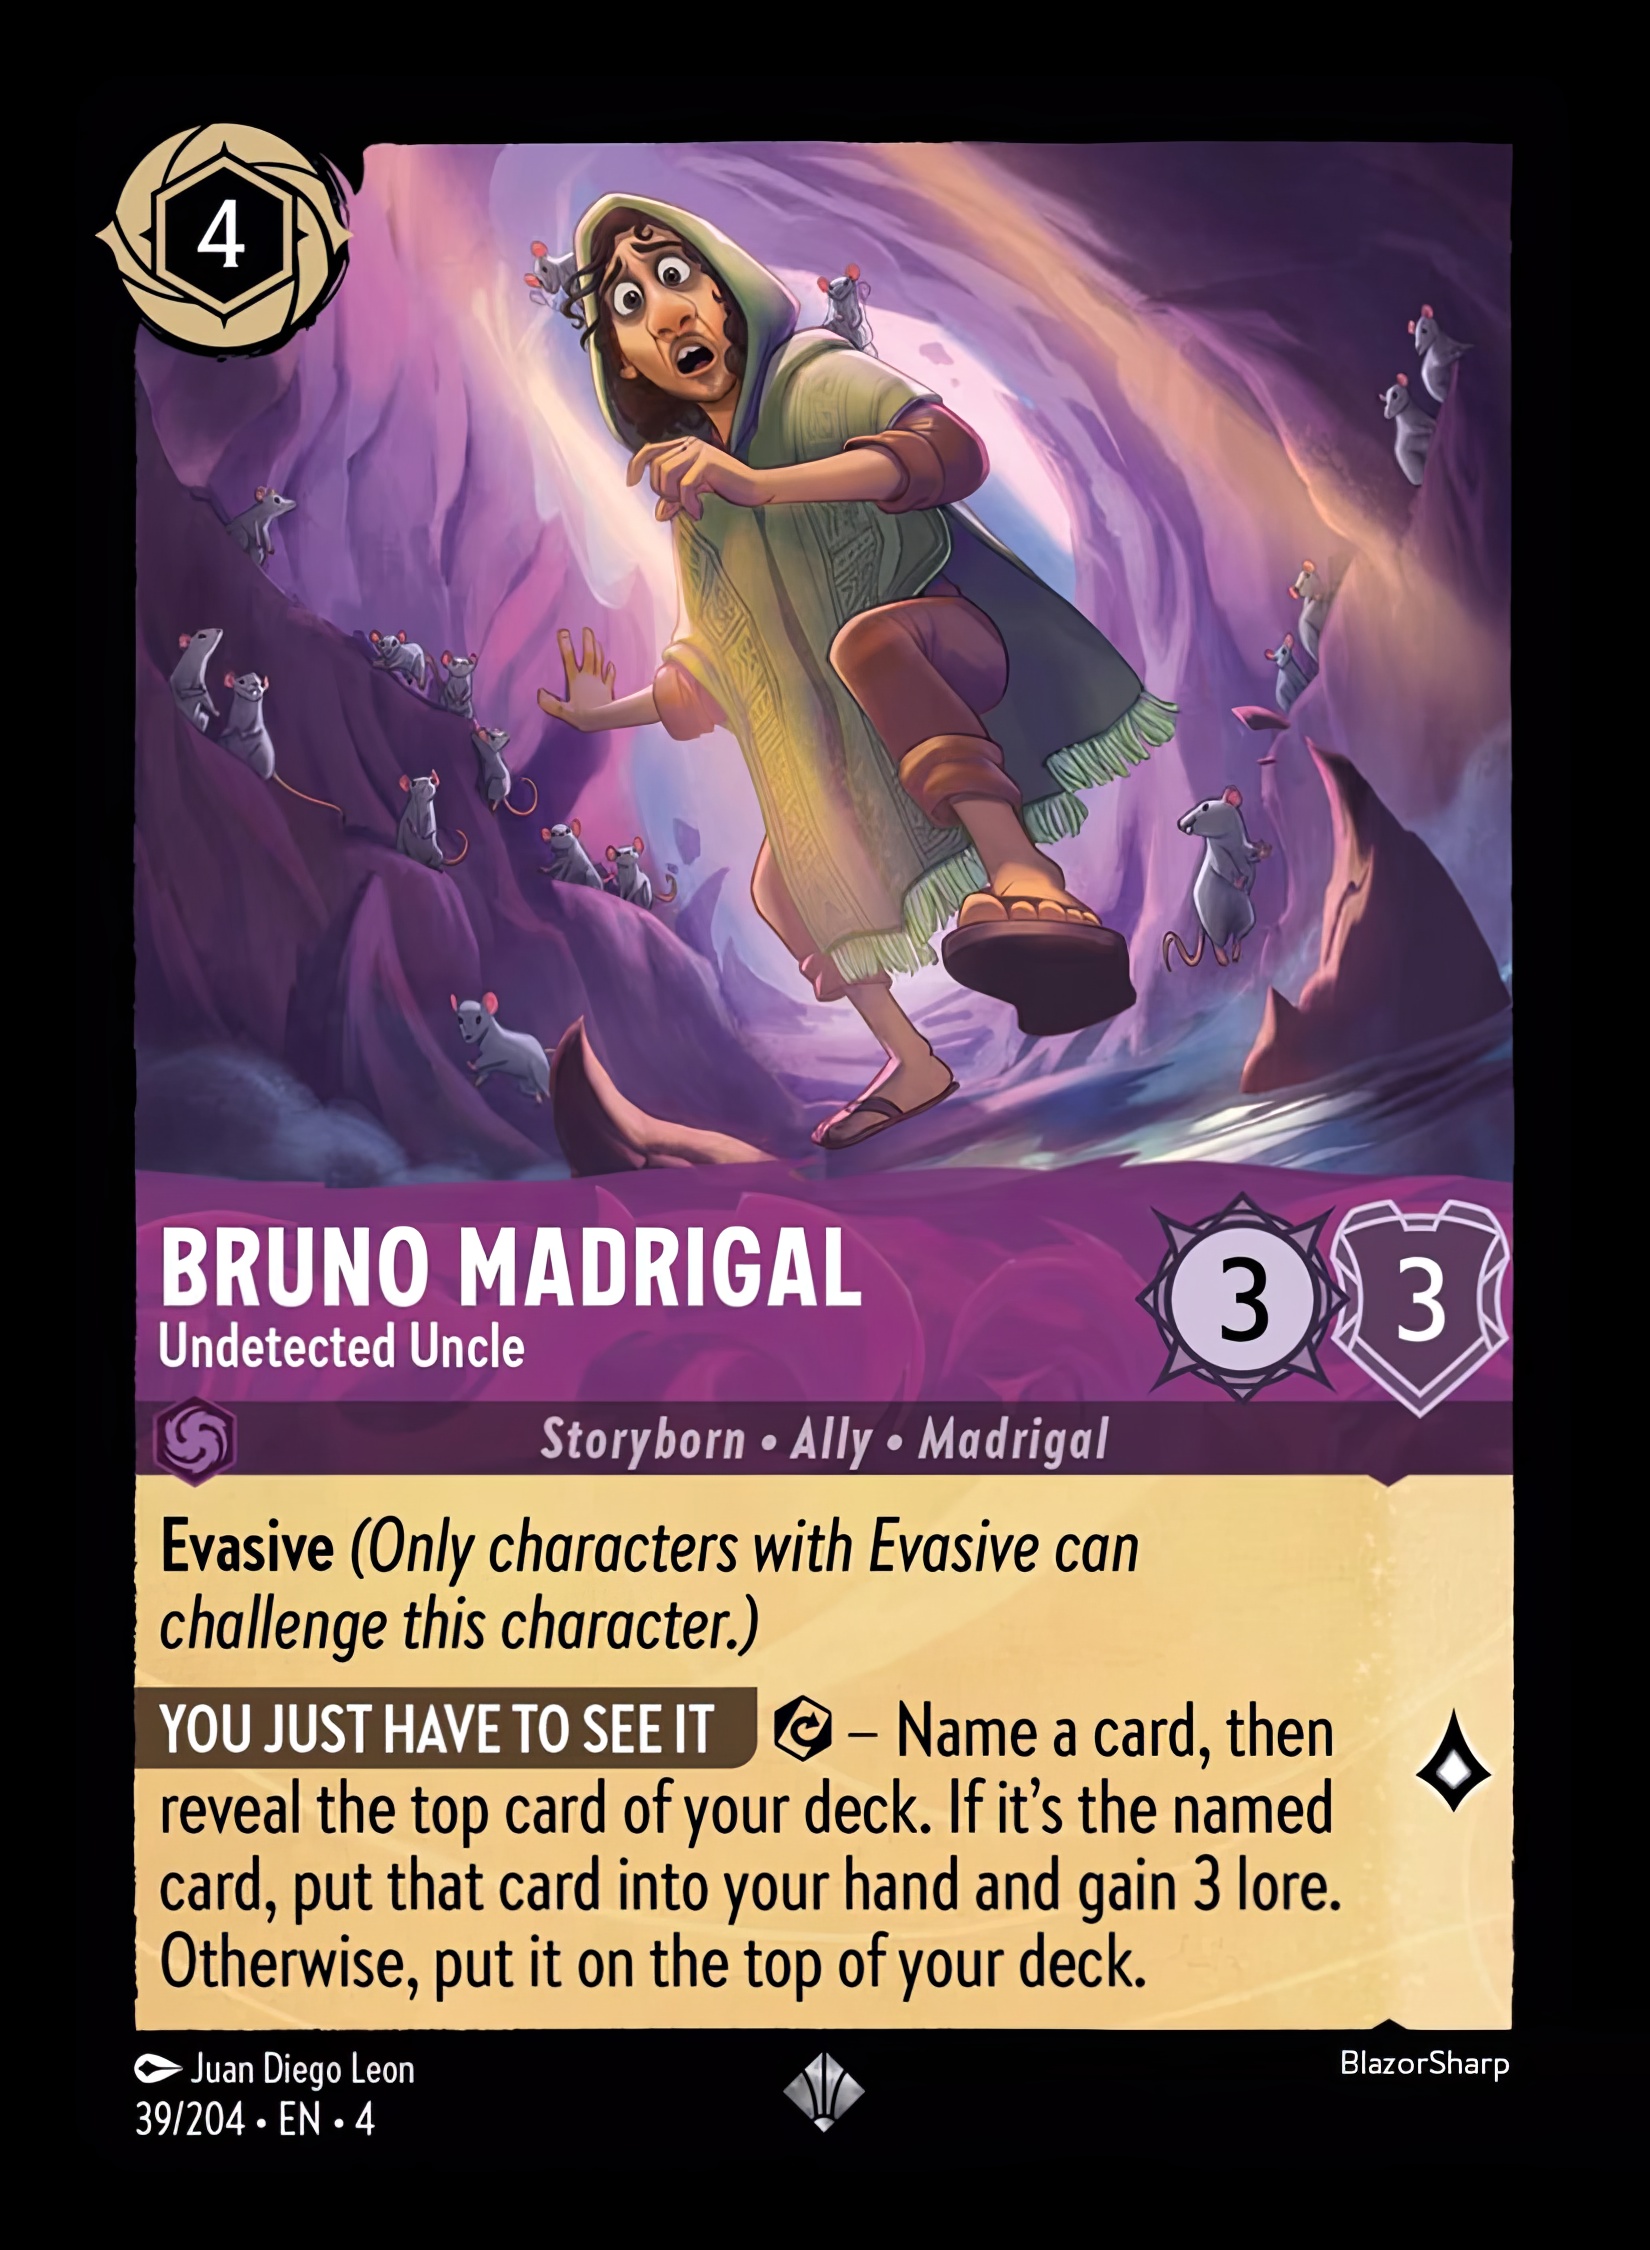 4
BRUNO MADRIGAL
Undetected Uncle
3 3
Storyborn • Ally • Madrigal
Evasive (Only characters with Evasive can
challenge this character.)
YOU JUST HAVE TO SEE IT – Name a card, then
reveal the top card of your deck. If it’s the named
card, put that card into your hand and gain 3 lore.
Otherwise, put it on the top of your deck.
Juan Diego Leon
BlazorSharp
39/204 • EN • 4